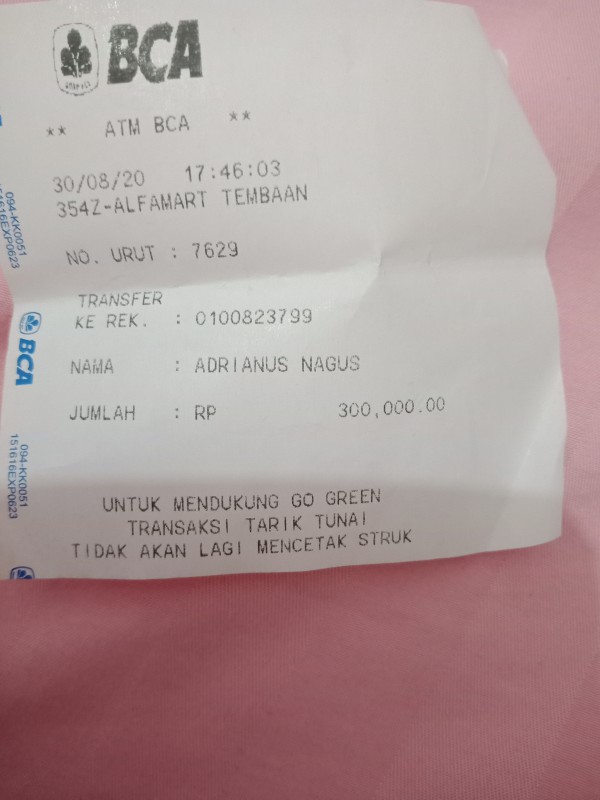 BCA
** ATM BCA **
30/08/20 17:46:03
354Z-ALFAMART TEMBAAN
NO. URUT : 7629
TRANSFER
KE REK. : 0100823799
NAMA : ADRIANUS NAGUS
JUMLAH : RP 300,000.00
UNTUK MENDUKUNG GO GREEN
TRANSAKSI TARIK TUNAI
TIDAK AKAN LAGI MENCETAK STRUK
094-KK0051
151616EXP0623
BCA
094-KK0051
151616EXP0623